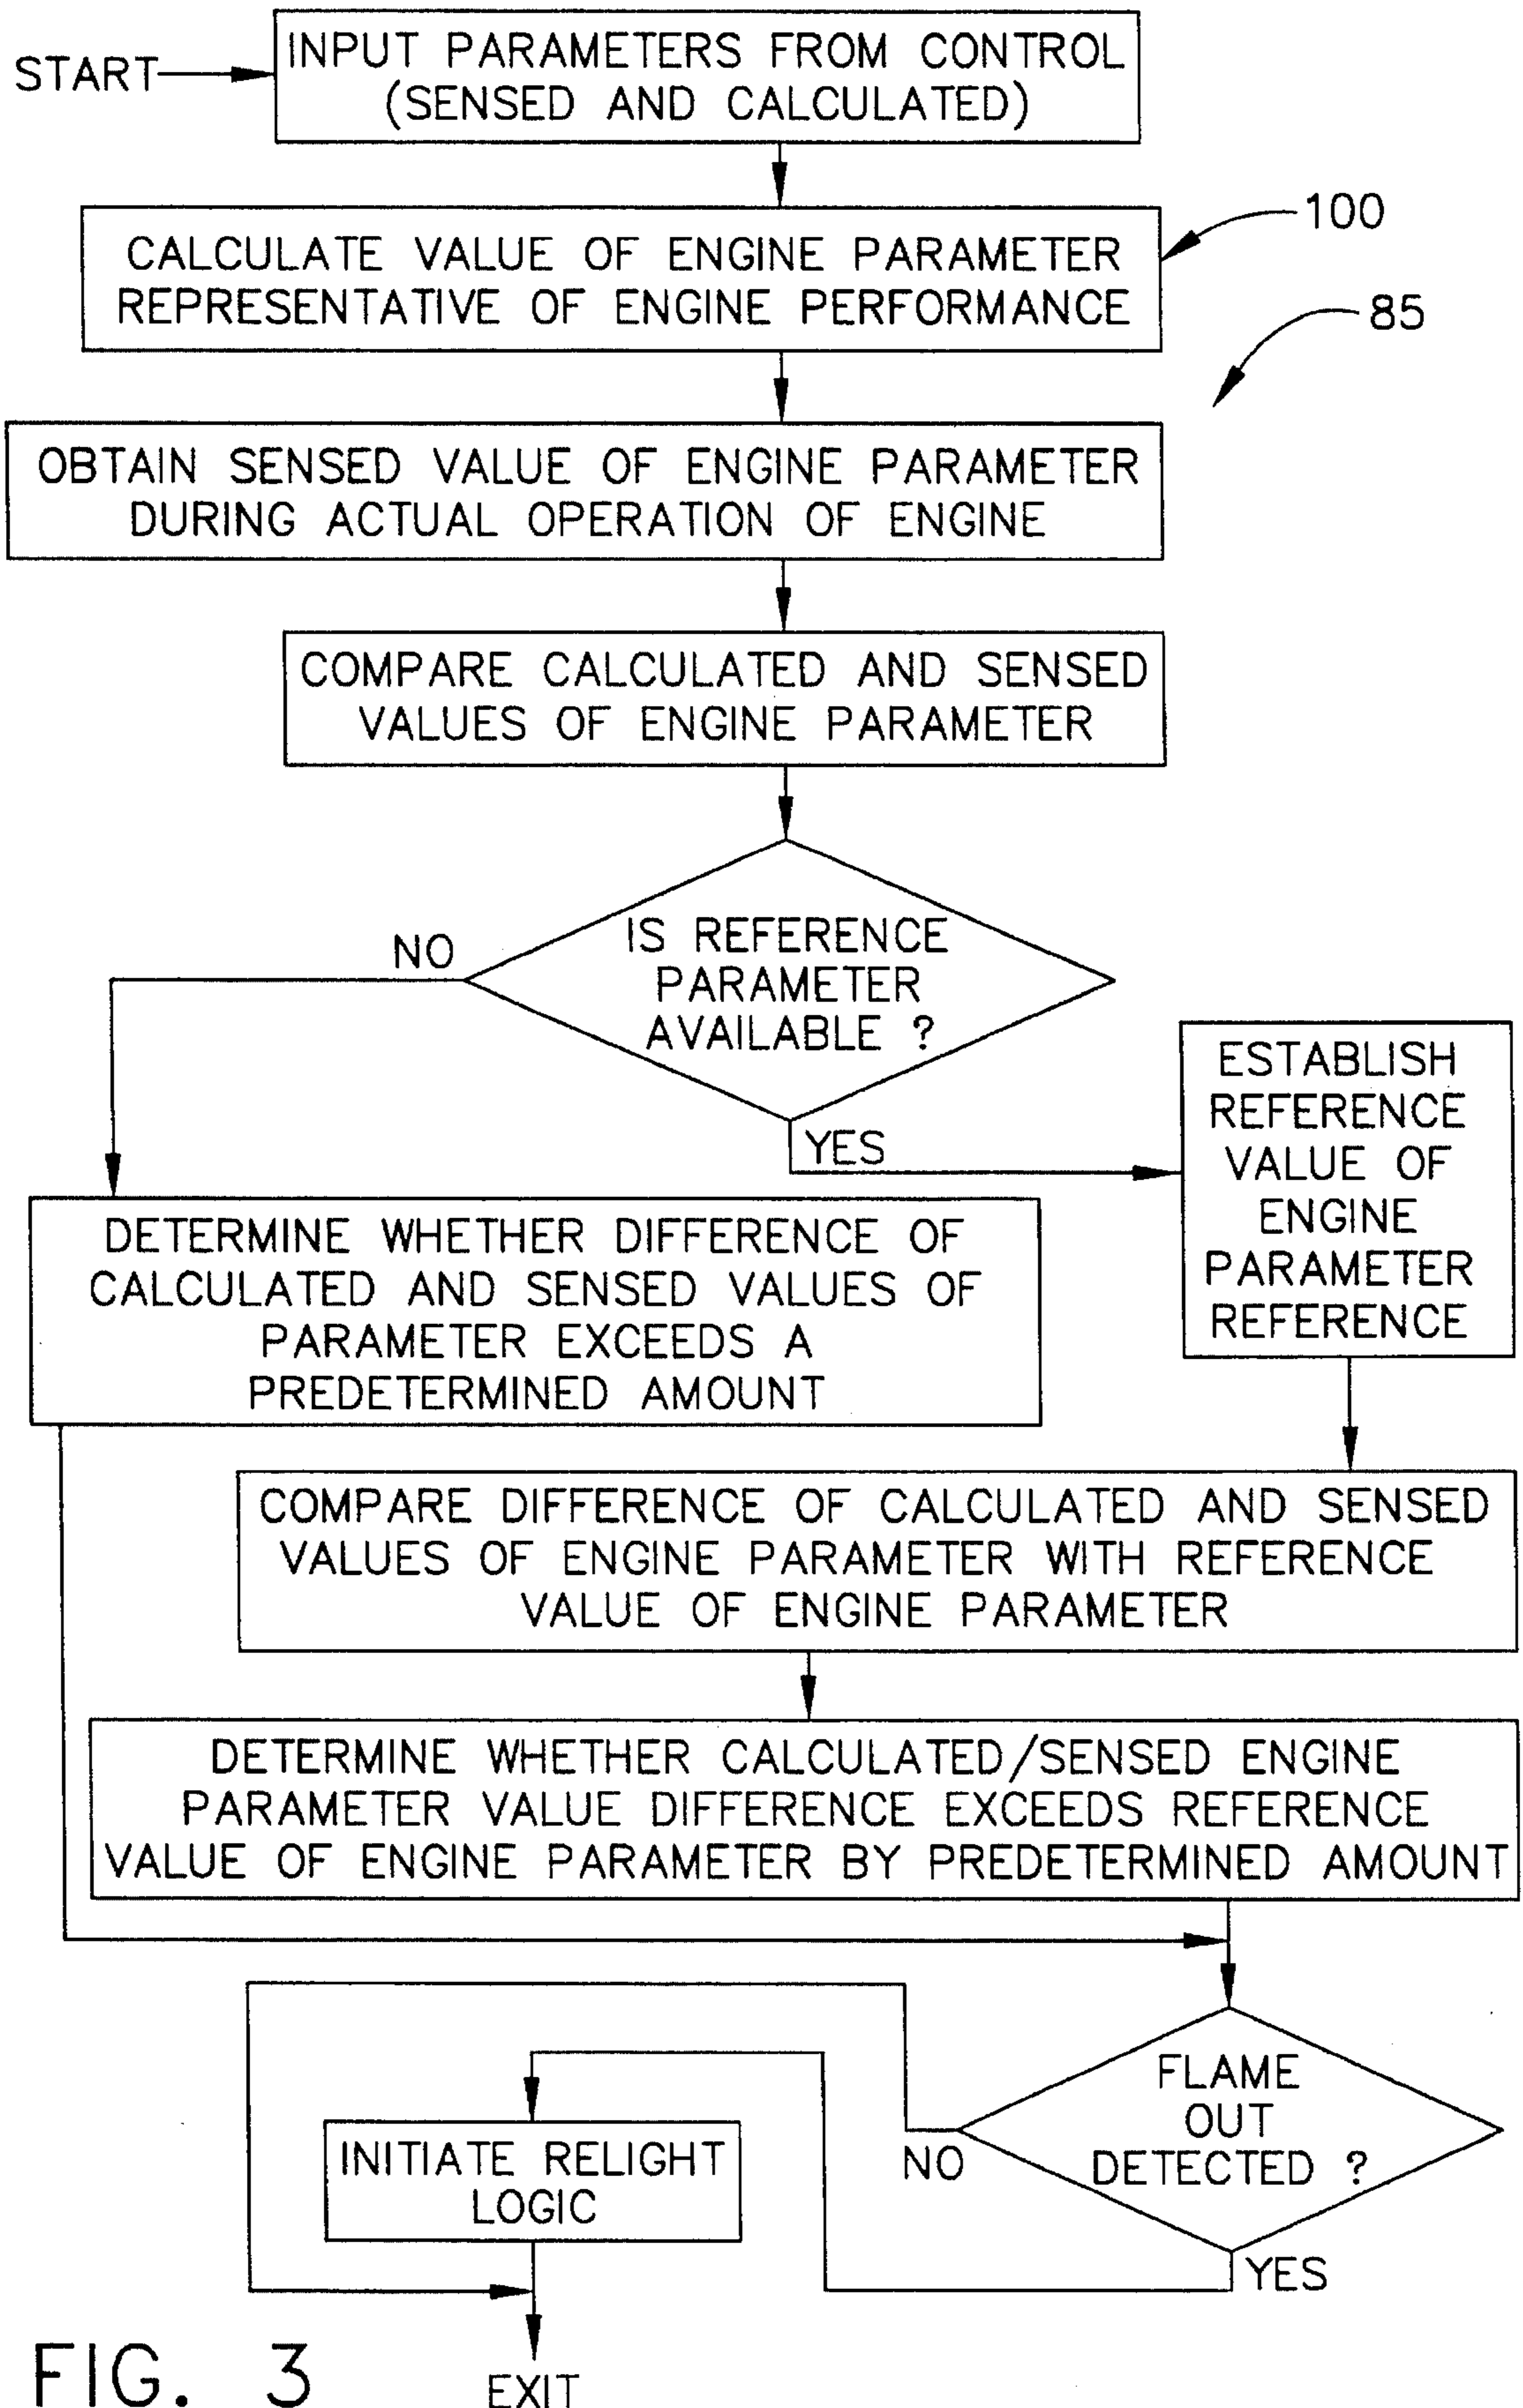 START
INPUT PARAMETERS FROM CONTROL
(SENSED AND CALCULATED)
100
CALCULATE VALUE OF ENGINE PARAMETER
REPRESENTATIVE OF ENGINE PERFORMANCE
85
OBTAIN SENSED VALUE OF ENGINE PARAMETER
DURING ACTUAL OPERATION OF ENGINE
COMPARE CALCULATED AND SENSED
VALUES OF ENGINE PARAMETER
IS REFERENCE
PARAMETER
AVAILABLE ?
NO
YES
ESTABLISH
REFERENCE
VALUE OF
ENGINE
PARAMETER
REFERENCE
DETERMINE WHETHER DIFFERENCE OF
CALCULATED AND SENSED VALUES OF
PARAMETER EXCEEDS A
PREDETERMINED AMOUNT
COMPARE DIFFERENCE OF CALCULATED AND SENSED
VALUES OF ENGINE PARAMETER WITH REFERENCE
VALUE OF ENGINE PARAMETER
DETERMINE WHETHER CALCULATED/SENSED ENGINE
PARAMETER VALUE DIFFERENCE EXCEEDS REFERENCE
VALUE OF ENGINE PARAMETER BY PREDETERMINED AMOUNT
FLAME
OUT
DETECTED ?
NO
YES
INITIATE RELIGHT
LOGIC
EXIT
FIG. 3